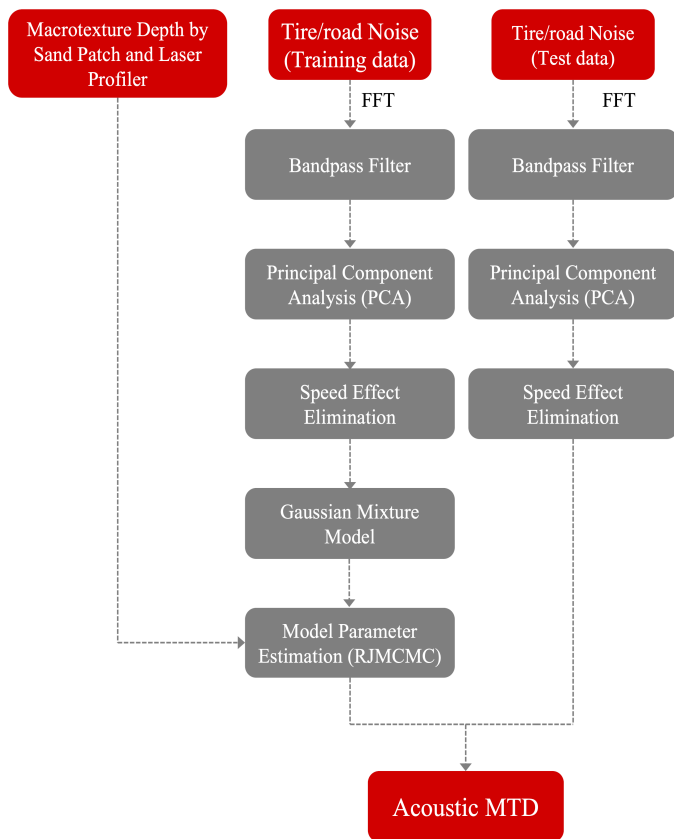 Macrotexture Depth by
Sand Patch and Laser
Profiler
Tire/road Noise
(Training data)
Tire/road Noise
(Test data)
FFT
FFT
Bandpass Filter
Bandpass Filter
Principal Component
Analysis (PCA)
Principal Component
Analysis (PCA)
Speed Effect
Elimination
Speed Effect
Elimination
Gaussian Mixture
Model
Model Parameter
Estimation (RJMCMC)
Acoustic MTD